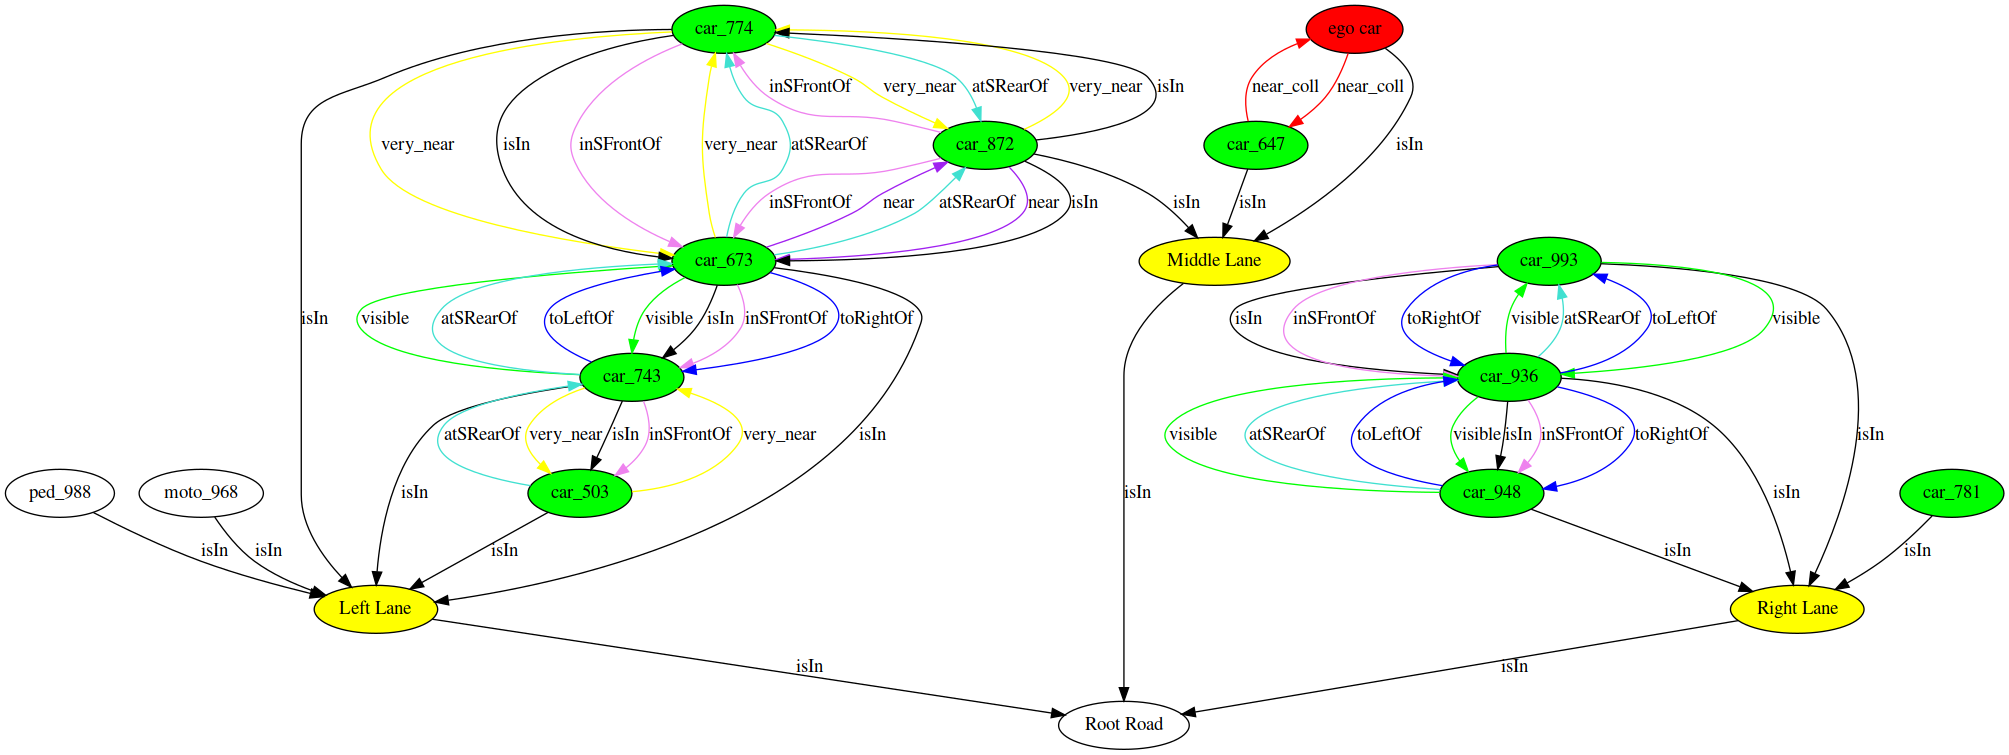 car_774
ego car
inSFrontOf
very_near
atSRearOf
very_near
isIn
near_coll
near_coll
very_near
isIn
inSFrontOf
very_near
atSRearOf
car_872
car_647
isIn
inSFrontOf
near
atSRearOf
near
isIn
isIn
isIn
car_673
Middle Lane
car_993
isIn
visible
atSRearOf
toLeftOf
visible
isIn
inSFrontOf
toRightOf
isIn
inSFrontOf
toRightOf
visible
atSRearOf
toLeftOf
visible
car_743
car_936
atSRearOf
very_near
isIn
inSFrontOf
very_near
isIn
visible
atSRearOf
toLeftOf
visible
isIn
inSFrontOf
toRightOf
isIn
ped_988
moto_968
isIn
car_503
isIn
car_948
isIn
car_781
isIn
isIn
isIn
isIn
isIn
Left Lane
Right Lane
isIn
isIn
Root Road